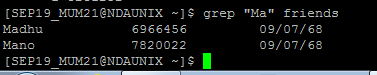 [SEP19_MUM21@NDAUNIX ~]$ grep "Ma" friends
Madhu 6966456 09/07/68
Mano 7820022 09/07/68
[SEP19_MUM21@NDAUNIX ~]$